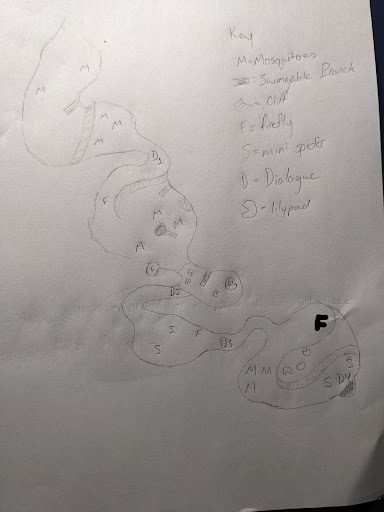 Key
M=Mosquitoes
= Swingable Branch
= Cliff
F = firefly
S = mini spider
D = Dialogue
= lilypad
M
M
M
M
M
D1
F
M
M
M
F
D2
F
S
F
S
D3
M M
M
S
S D4